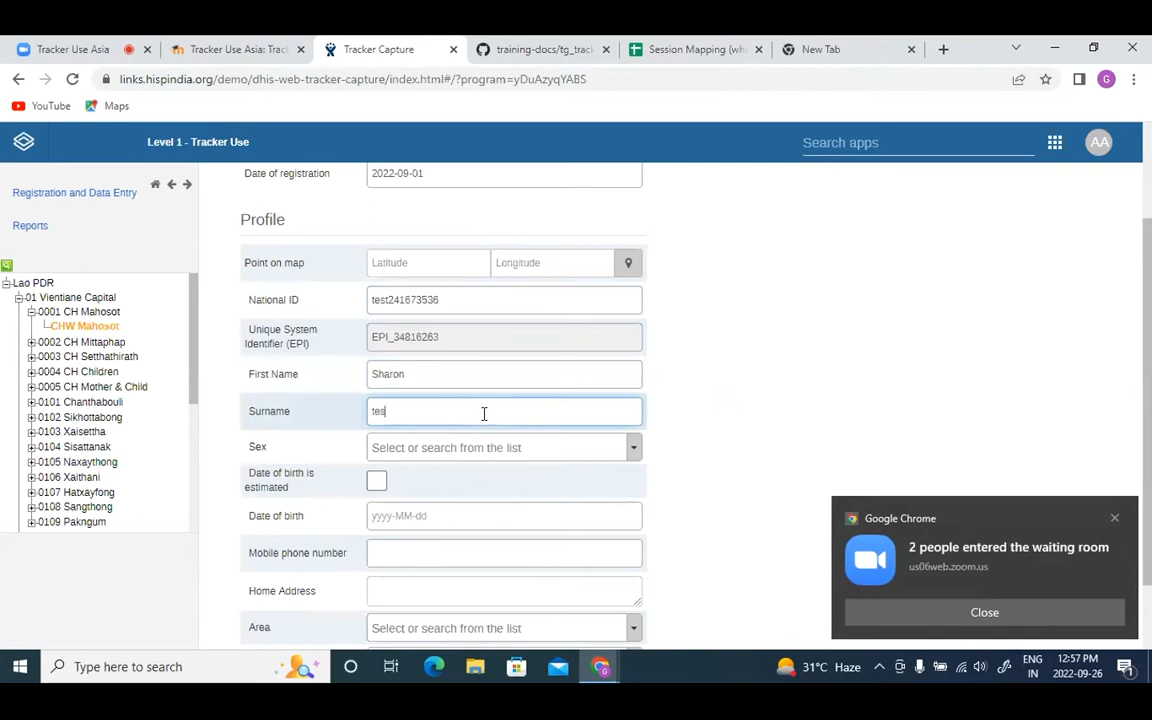 Tracker Use Asia
Tracker Use Asia: Trac
Tracker Capture
training-docs/tg_track
Session Mapping (wh
New Tab
links.hispindia.org/demo/dhis-web-tracker-capture/index.html#/?program=yDuAzyqYABS
G
YouTube
Maps
Level 1 - Tracker Use
Search apps
AA
Registration and Data Entry
Reports
Lao PDR
01 Vientiane Capital
0001 CH Mahosot
CHW Mahosot
0002 CH Mittaphap
0003 CH Setthathirath
0004 CH Children
0005 CH Mother & Child
0101 Chanthabouli
0102 Sikhottabong
0103 Xaisettha
0104 Sisattanak
0105 Naxaythong
0106 Xaithani
0107 Hatxayfong
0108 Sangthong
0109 Pakngum
Date of registration
2022-09-01
Profile
Point on map
Latitude
Longitude
National ID
test241673536
Unique System
Identifier (EPI)
EPI_34816263
First Name
Sharon
Surname
tes
Sex
Select or search from the list
Date of birth is
estimated
Date of birth
yyyy-MM-dd
Mobile phone number
Home Address
Area
Select or search from the list
Google Chrome
2 people entered the waiting room
us06web.zoom.us
Close
Type here to search
31°C Haze
ENG
IN
12:57 PM
2022-09-26
1